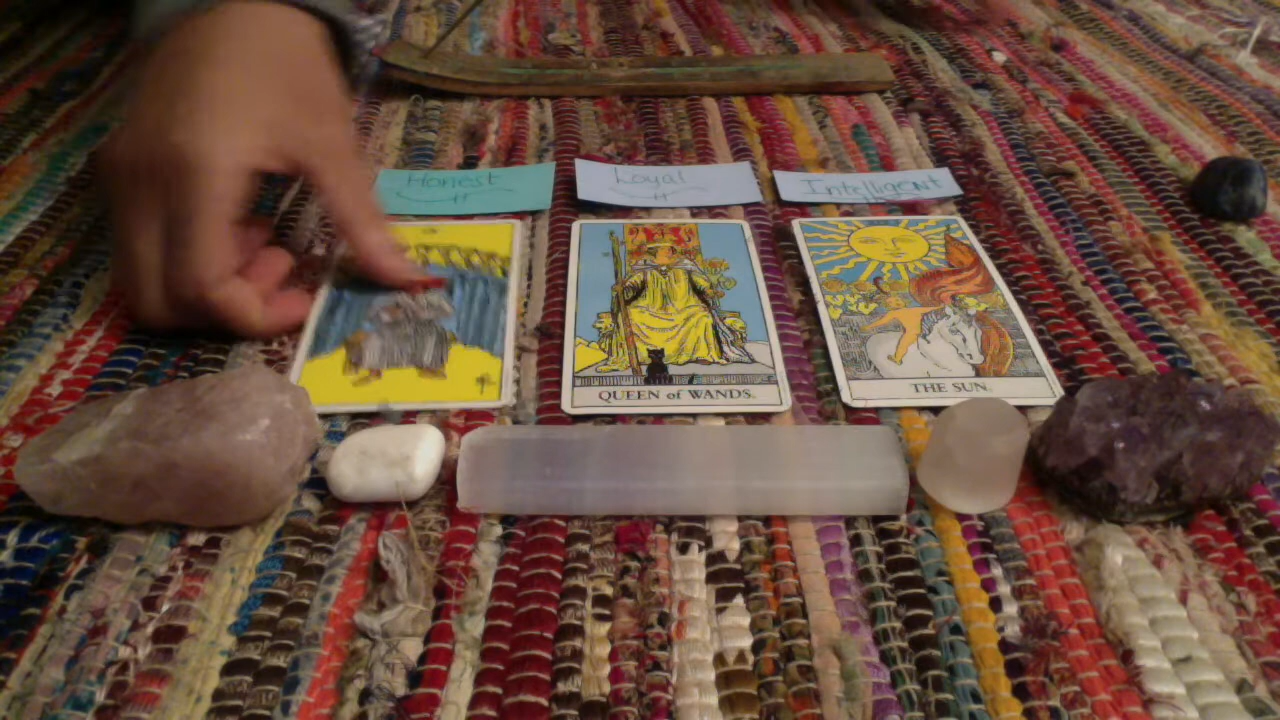 Honest
Loyal
Intelligent
QUEEN of WANDS.
THE SUN.